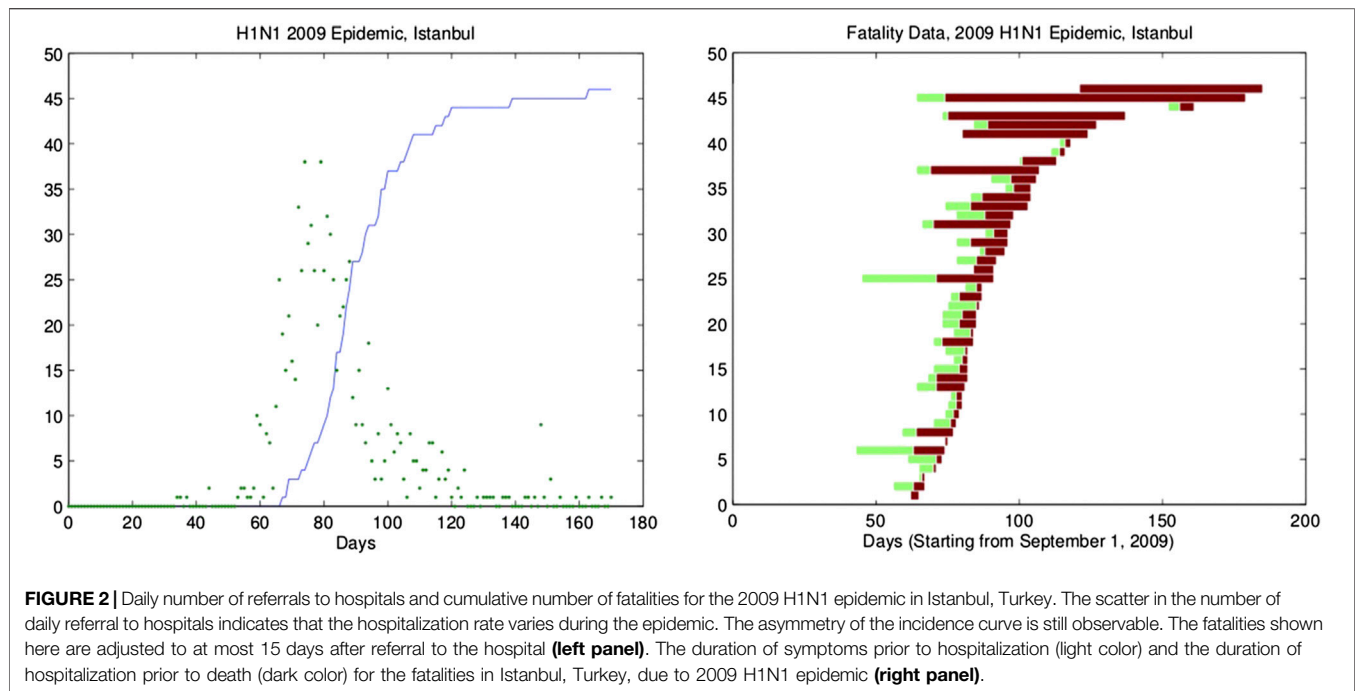 H1N1 2009 Epidemic, Istanbul
50
45
40
35
30
25
20
15
10
5
0
0 20 40 60 80 100 120 140 160 180
Days
Fatality Data, 2009 H1N1 Epidemic, Istanbul
50
45
40
35
30
25
20
15
10
5
0
0 50 100 150 200
Days (Starting from September 1, 2009)
FIGURE 2 | Daily number of referrals to hospitals and cumulative number of fatalities for the 2009 H1N1 epidemic in Istanbul, Turkey. The scatter in the number of
daily referral to hospitals indicates that the hospitalization rate varies during the epidemic. The asymmetry of the incidence curve is still observable. The fatalities shown
here are adjusted to at most 15 days after referral to the hospital (left panel). The duration of symptoms prior to hospitalization (light color) and the duration of
hospitalization prior to death (dark color) for the fatalities in Istanbul, Turkey, due to 2009 H1N1 epidemic (right panel).